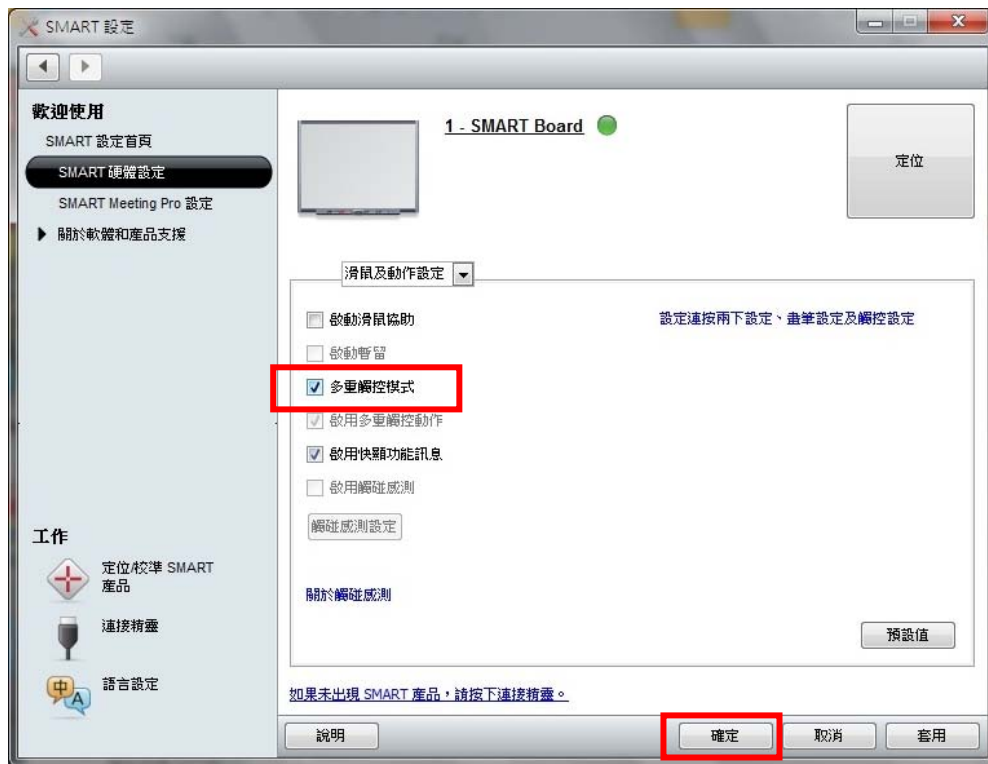 SMART 設定
歡迎使用
SMART 設定首頁
SMART 硬體設定
SMART Meeting Pro 設定
關於軟體和產品支援
工作
定位/校準 SMART
產品
連接精靈
中
A
語言設定
1 - SMART Board
定位
滑鼠及動作設定
啟動滑鼠協助
設定連按兩下設定、畫筆設定及觸控設定
啟動暫留
多重觸控模式
啟用多重觸控動作
啟用快顯功能訊息
啟用觸碰感測
觸碰感測設定
關於觸碰感測
預設值
如果未出現 SMART 產品，請按下連接精靈。
說明
確定
取消
套用